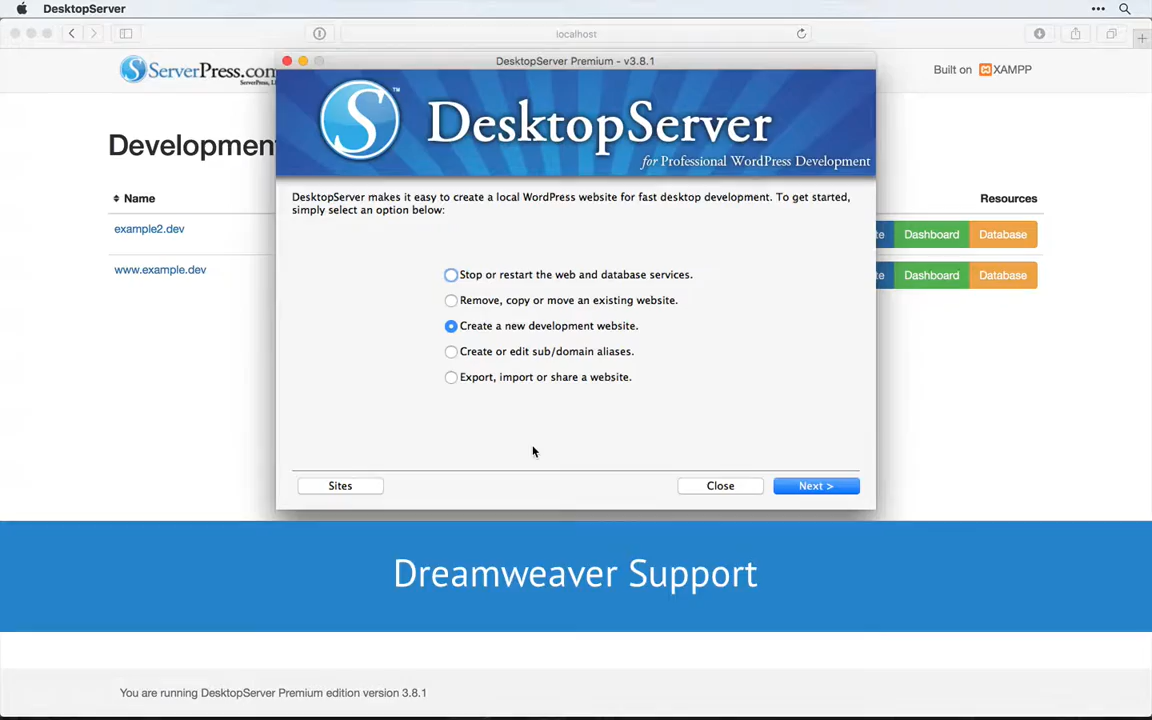 DesktopServer
localhost
ServerPress.com
ServerPress, L
Built on XAMPP
DesktopServer Premium - v3.8.1
S ™
DesktopServer
for Professional WordPress Development
Development
DesktopServer makes it easy to create a local WordPress website for fast desktop development. To get started,
simply select an option below:
Name
Resources
example2.dev
te Dashboard Database
www.example.dev
te Dashboard Database
Stop or restart the web and database services.
Remove, copy or move an existing website.
Create a new development website.
Create or edit sub/domain aliases.
Export, import or share a website.
Sites
Close
Next >
Dreamweaver Support
You are running DesktopServer Premium edition version 3.8.1